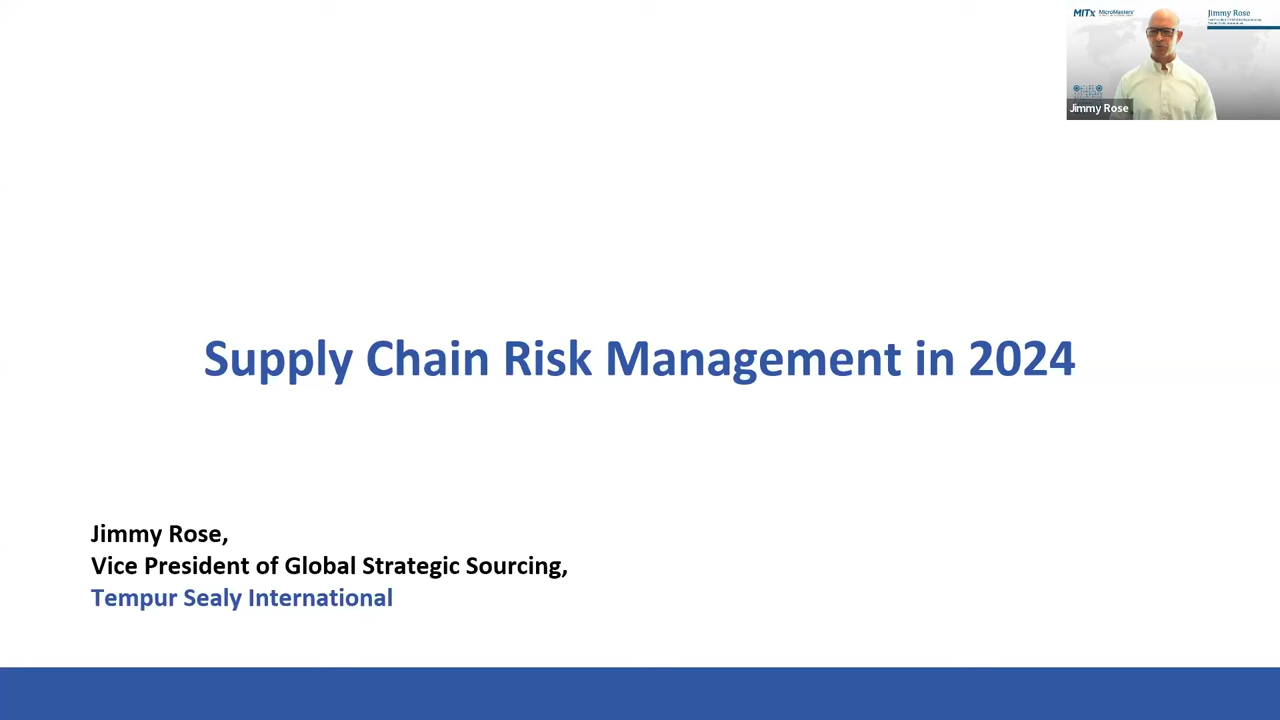 MITx MicroMasters
Jimmy Rose
Jimmy Rose
Supply Chain Risk Management in 2024
Jimmy Rose,
Vice President of Global Strategic Sourcing,
Tempur Sealy International